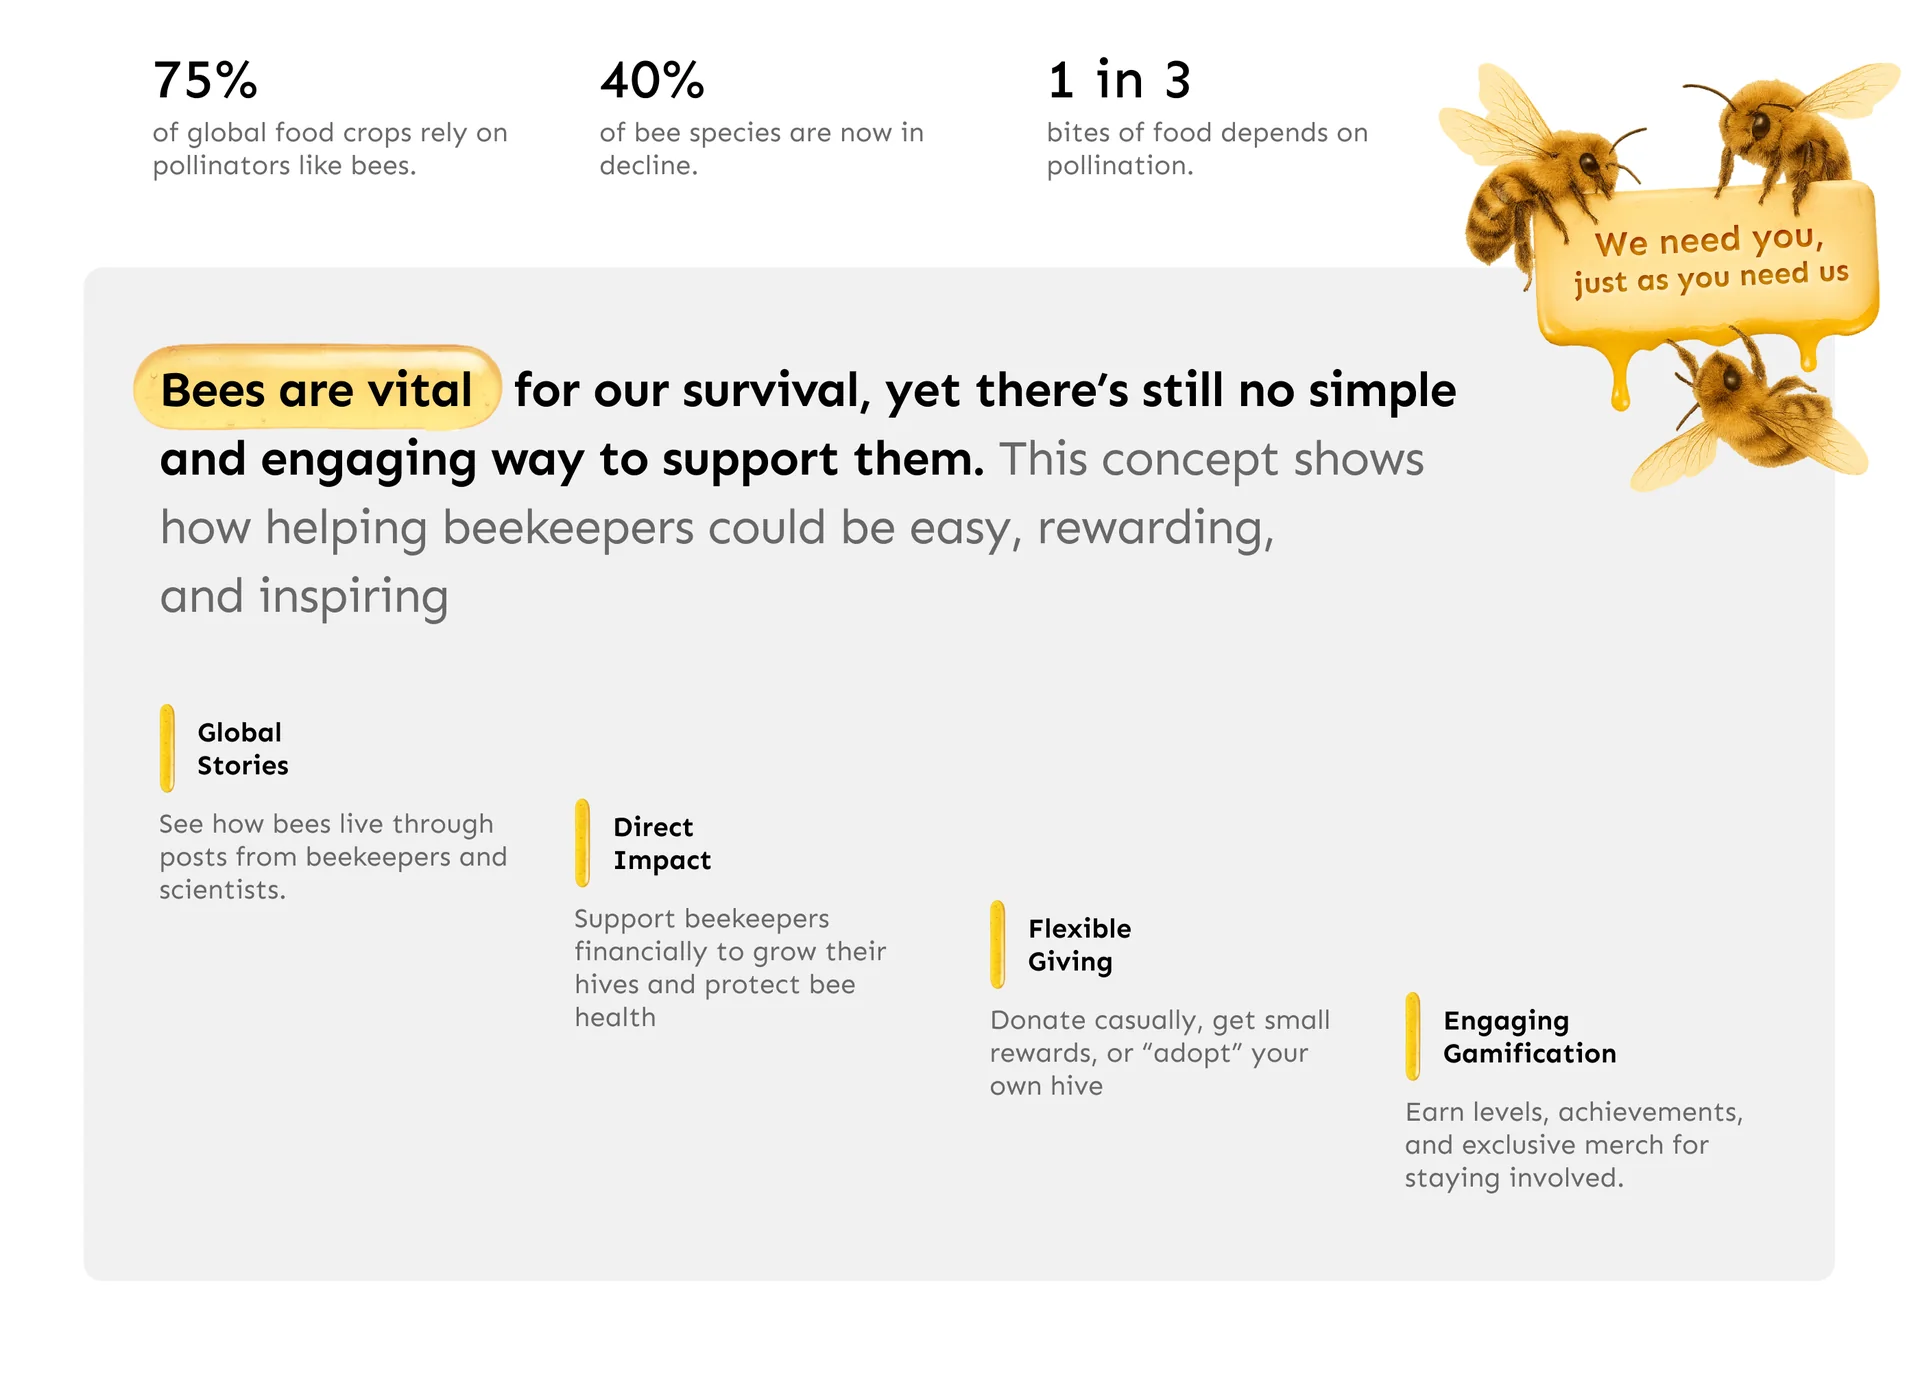 75%
of global food crops rely on
pollinators like bees.
40%
of bee species are now in
decline.
1 in 3
bites of food depends on
pollination.
We need you,
just as you need us
Bees are vital for our survival, yet there’s still no simple
and engaging way to support them. This concept shows
how helping beekeepers could be easy, rewarding,
and inspiring
Global
Stories
See how bees live through
posts from beekeepers and
scientists.
Direct
Impact
Support beekeepers
financially to grow their
hives and protect bee
health
Flexible
Giving
Donate casually, get small
rewards, or “adopt” your
own hive
Engaging
Gamification
Earn levels, achievements,
and exclusive merch for
staying involved.